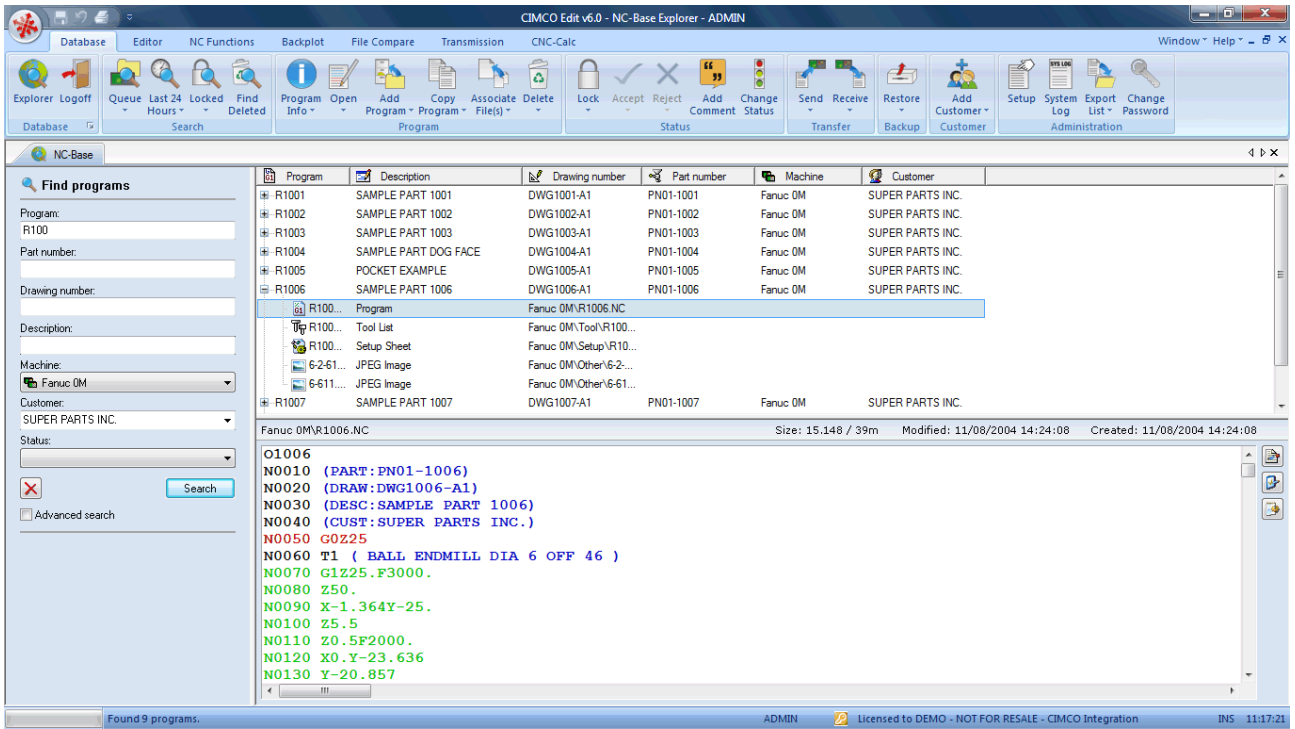 CIMCO Edit v6.0 - NC-Base Explorer - ADMIN
Database Editor NC Functions Backplot File Compare Transmission CNC-Calc Window Help
SYS LOG
Explorer Logoff Queue Last 24 Hours Locked Find Deleted Program Info Open Add Program Copy Program Associate File(s) Delete Lock Accept Reject Add Comment Change Status Send Receive Restore Add Customer Setup System Log Export List Change Password
Database Search Program Status Transfer Backup Customer Administration
NC-Base
Find programs
Program:
R100
Part number:
Drawing number:
Description:
Machine:
Fanuc 0M
Customer:
SUPER PARTS INC.
Status:
Search
Advanced search
Program Description Drawing number Part number Machine Customer
R1001 SAMPLE PART 1001 DWG1001-A1 PN01-1001 Fanuc 0M SUPER PARTS INC.
R1002 SAMPLE PART 1002 DWG1002-A1 PN01-1002 Fanuc 0M SUPER PARTS INC.
R1003 SAMPLE PART 1003 DWG1003-A1 PN01-1003 Fanuc 0M SUPER PARTS INC.
R1004 SAMPLE PART DOG FACE DWG1004-A1 PN01-1004 Fanuc 0M SUPER PARTS INC.
R1005 POCKET EXAMPLE DWG1005-A1 PN01-1005 Fanuc 0M SUPER PARTS INC.
R1006 SAMPLE PART 1006 DWG1006-A1 PN01-1006 Fanuc 0M SUPER PARTS INC.
R100... Program Fanuc 0M\R1006.NC
R100... Tool List Fanuc 0M\Tool\R100...
R100... Setup Sheet Fanuc 0M\Setup\R10...
6-2-61... JPEG Image Fanuc 0M\Other\6-2-...
6-611... JPEG Image Fanuc 0M\Other\6-61...
R1007 SAMPLE PART 1007 DWG1007-A1 PN01-1007 Fanuc 0M SUPER PARTS INC.
Fanuc 0M\R1006.NC Size: 15.148 / 39m Modified: 11/08/2004 14:24:08 Created: 11/08/2004 14:24:08
O1006
N0010 (PART:PN01-1006)
N0020 (DRAW:DWG1006-A1)
N0030 (DESC:SAMPLE PART 1006)
N0040 (CUST:SUPER PARTS INC.)
N0050 G0Z25
N0060 T1 ( BALL ENDMILL DIA 6 OFF 46 )
N0070 G1Z25.F3000.
N0080 Z50.
N0090 X-1.364Y-25.
N0100 Z5.5
N0110 Z0.5F2000.
N0120 X0.Y-23.636
N0130 Y-20.857
Found 9 programs. ADMIN Licensed to DEMO - NOT FOR RESALE - CIMCO Integration INS 11:17:21